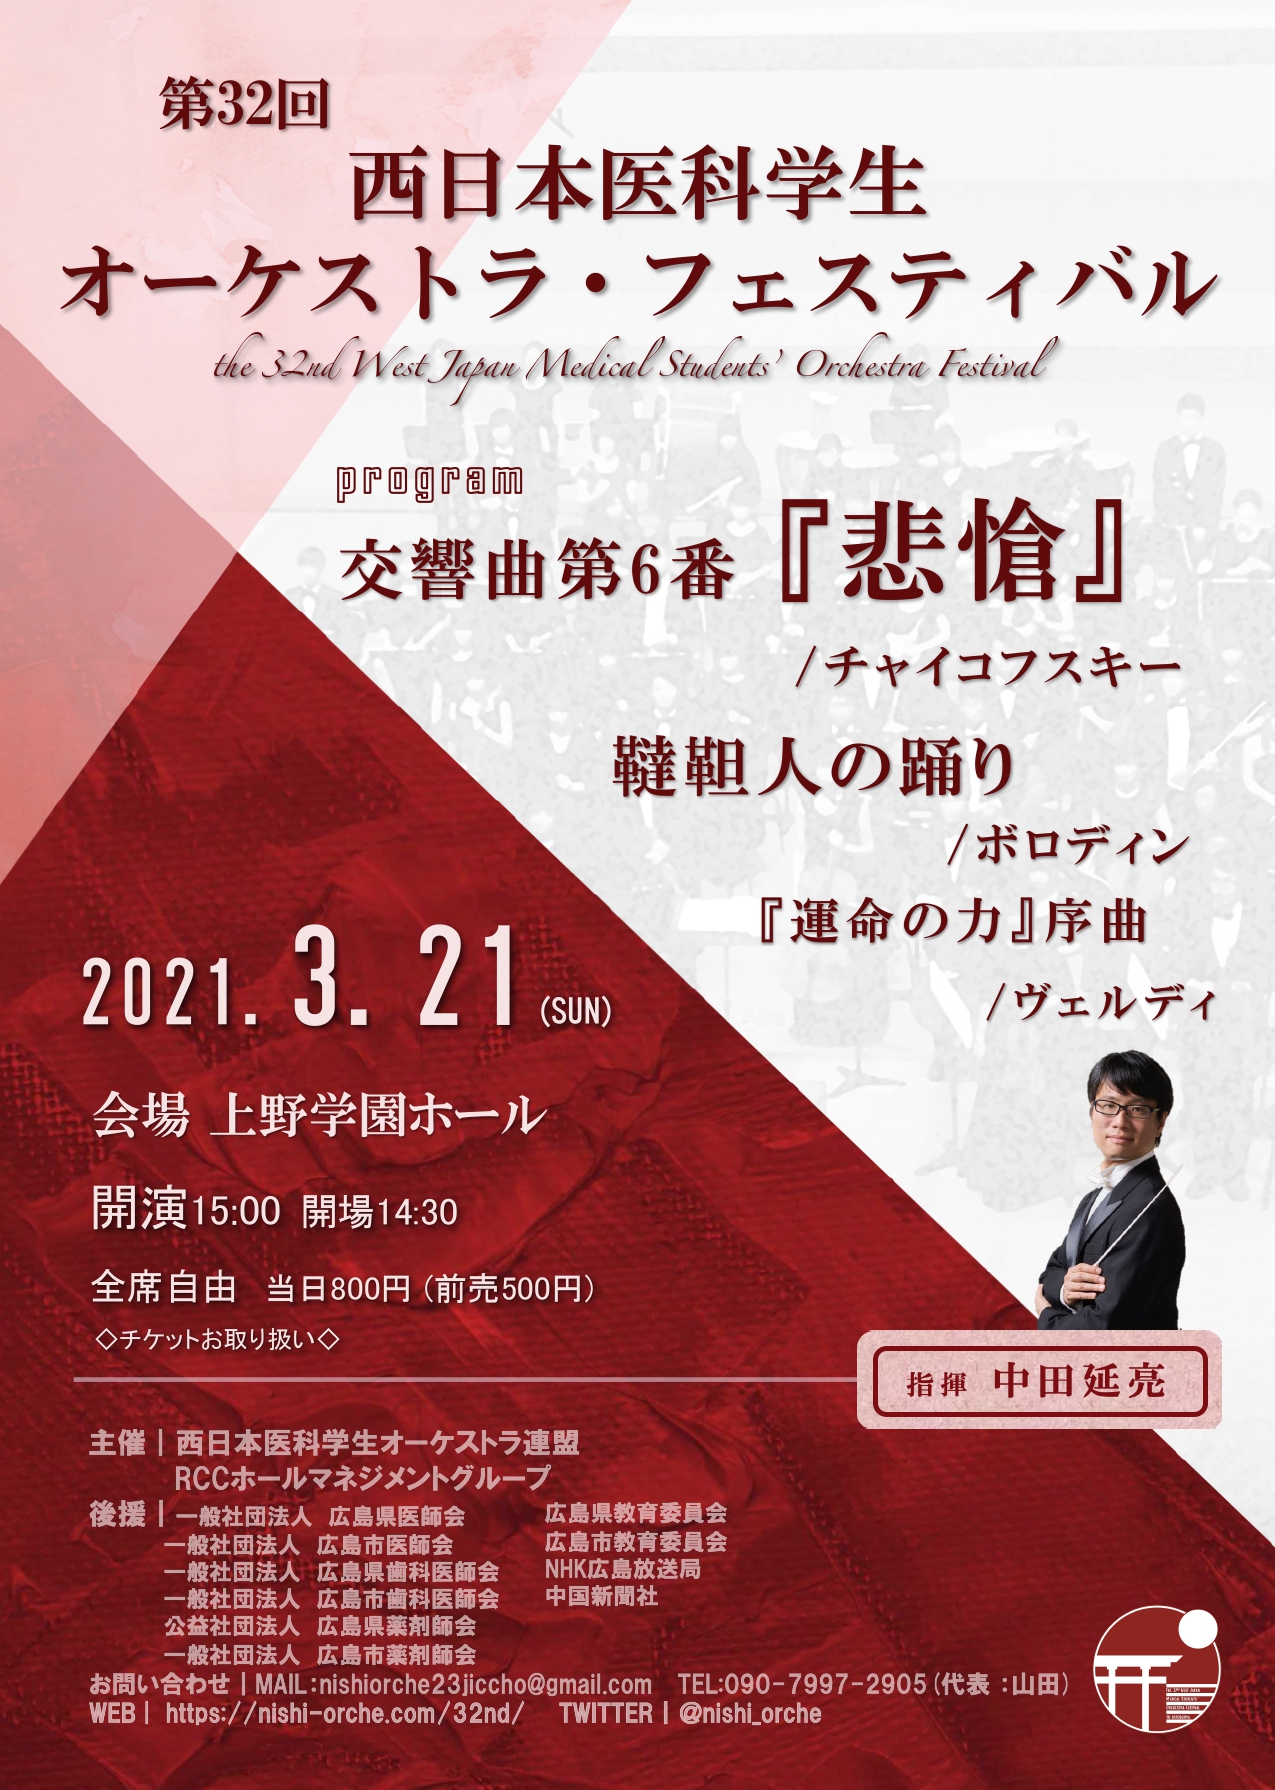 第32回
西日本医科学生
オーケストラ・フェスティバル
the 32nd West Japan Medical Students' Orchestra Festival
program
交響曲第6番『悲愴』
/チャイコフスキー
韃靼人の踊り
/ボロディン
『運命の力』序曲
/ヴェルディ
2021. 3. 21 (SUN)
会場 上野学園ホール
開演15:00 開場14:30
全席自由 当日800円 (前売500円)
◇チケットお取り扱い◇
指揮 中田延亮
主催｜西日本医科学生オーケストラ連盟
RCCホールマネジメントグループ
後援｜一般社団法人 広島県医師会
一般社団法人 広島市医師会
一般社団法人 広島県歯科医師会
一般社団法人 広島市歯科医師会
公益社団法人 広島県薬剤師会
一般社団法人 広島市薬剤師会
広島県教育委員会
広島市教育委員会
NHK広島放送局
中国新聞社
お問い合わせ｜MAIL:nishiorche23jiccho@gmail.com TEL:090-7997-2905(代表：山田)
WEB｜ https://nishi-orche.com/32nd/ TWITTER｜@nishi_orche